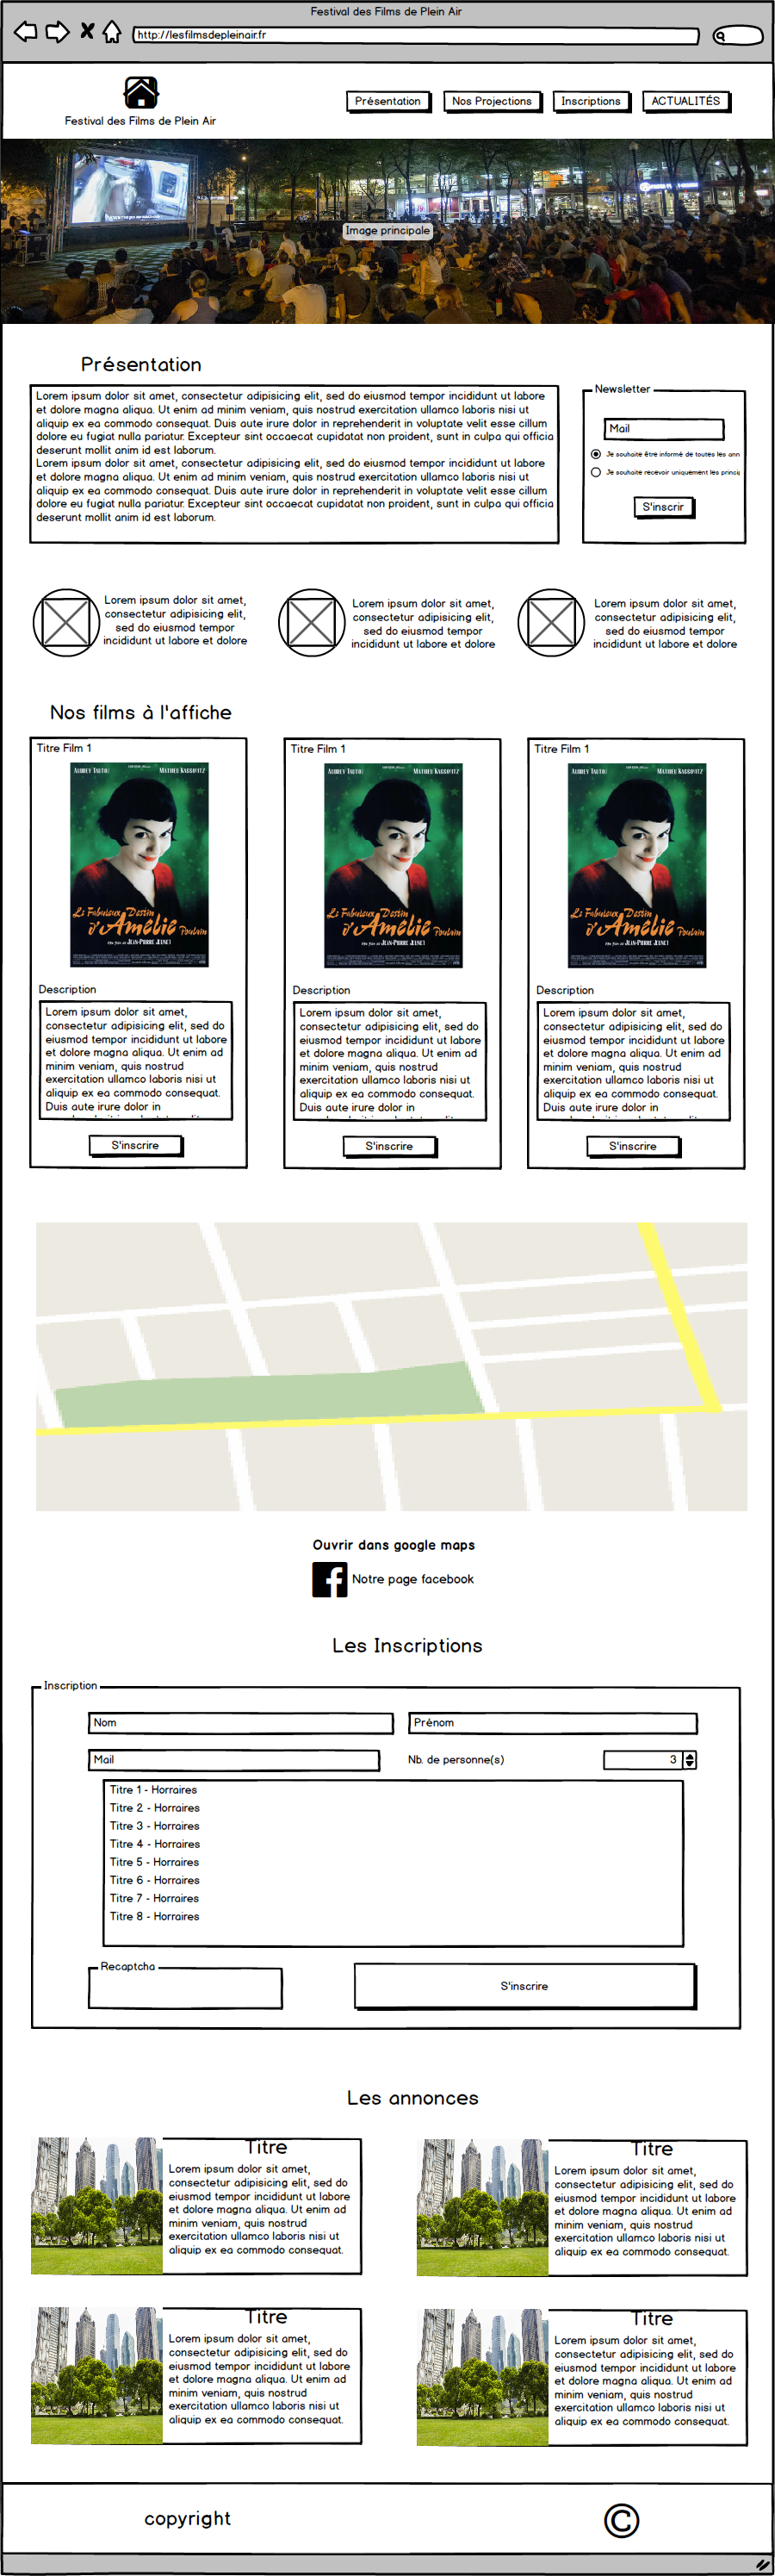 Festival des Films de Plein Air
http://lesfilmsdepleinair.fr
Festival des Films de Plein Air
Présentation
Nos Projections
Inscriptions
ACTUALITÉS
Image principale
Présentation
Lorem ipsum dolor sit amet, consectetur adipisicing elit, sed do eiusmod tempor incididunt ut labore
et dolore magna aliqua. Ut enim ad minim veniam, quis nostrud exercitation ullamco laboris nisi ut
aliquip ex ea commodo consequat. Duis aute irure dolor in reprehenderit in voluptate velit esse cillum
dolore eu fugiat nulla pariatur. Excepteur sint occaecat cupidatat non proident, sunt in culpa qui officia
deserunt mollit anim id est laborum.
Lorem ipsum dolor sit amet, consectetur adipisicing elit, sed do eiusmod tempor incididunt ut labore
et dolore magna aliqua. Ut enim ad minim veniam, quis nostrud exercitation ullamco laboris nisi ut
aliquip ex ea commodo consequat. Duis aute irure dolor in reprehenderit in voluptate velit esse cillum
dolore eu fugiat nulla pariatur. Excepteur sint occaecat cupidatat non proident, sunt in culpa qui officia
deserunt mollit anim id est laborum.
Newsletter
Mail
Je souhaite être informé de toutes les ann
Je souhaite recevoir uniquement les princi
S'inscrir
Lorem ipsum dolor sit amet,
consectetur adipisicing elit,
sed do eiusmod tempor
incididunt ut labore et dolore
Lorem ipsum dolor sit amet,
consectetur adipisicing elit,
sed do eiusmod tempor
incididunt ut labore et dolore
Lorem ipsum dolor sit amet,
consectetur adipisicing elit,
sed do eiusmod tempor
incididunt ut labore et dolore
Nos films à l'affiche
Titre Film 1
AUDREY TAUTOU MATHIEU KASSOVITZ
Le Fabuleux Destin
d'Amélie Poulain
Un film de JEAN-PIERRE JEUNET
Description
Lorem ipsum dolor sit amet,
consectetur adipisicing elit, sed do
eiusmod tempor incididunt ut labore
et dolore magna aliqua. Ut enim ad
minim veniam, quis nostrud
exercitation ullamco laboris nisi ut
aliquip ex ea commodo consequat.
Duis aute irure dolor in
S'inscrire
Titre Film 1
AUDREY TAUTOU MATHIEU KASSOVITZ
Le Fabuleux Destin
d'Amélie Poulain
Un film de JEAN-PIERRE JEUNET
Description
Lorem ipsum dolor sit amet,
consectetur adipisicing elit, sed do
eiusmod tempor incididunt ut labore
et dolore magna aliqua. Ut enim ad
minim veniam, quis nostrud
exercitation ullamco laboris nisi ut
aliquip ex ea commodo consequat.
Duis aute irure dolor in
S'inscrire
Titre Film 1
AUDREY TAUTOU MATHIEU KASSOVITZ
Le Fabuleux Destin
d'Amélie Poulain
Un film de JEAN-PIERRE JEUNET
Description
Lorem ipsum dolor sit amet,
consectetur adipisicing elit, sed do
eiusmod tempor incididunt ut labore
et dolore magna aliqua. Ut enim ad
minim veniam, quis nostrud
exercitation ullamco laboris nisi ut
aliquip ex ea commodo consequat.
Duis aute irure dolor in
S'inscrire
Ouvrir dans google maps
Notre page facebook
Les Inscriptions
Inscription
Nom
Prénom
Mail
Nb. de personne(s)
3
Titre 1 - Horraires
Titre 2 - Horraires
Titre 3 - Horraires
Titre 4 - Horraires
Titre 5 - Horraires
Titre 6 - Horraires
Titre 7 - Horraires
Titre 8 - Horraires
Recaptcha
S'inscrire
Les annonces
Titre
Lorem ipsum dolor sit amet,
consectetur adipisicing elit, sed do
eiusmod tempor incididunt ut labore
et dolore magna aliqua. Ut enim ad
minim veniam, quis nostrud
exercitation ullamco laboris nisi ut
aliquip ex ea commodo consequat.
Titre
Lorem ipsum dolor sit amet,
consectetur adipisicing elit, sed do
eiusmod tempor incididunt ut labore
et dolore magna aliqua. Ut enim ad
minim veniam, quis nostrud
exercitation ullamco laboris nisi ut
aliquip ex ea commodo consequat.
Titre
Lorem ipsum dolor sit amet,
consectetur adipisicing elit, sed do
eiusmod tempor incididunt ut labore
et dolore magna aliqua. Ut enim ad
minim veniam, quis nostrud
exercitation ullamco laboris nisi ut
aliquip ex ea commodo consequat.
Titre
Lorem ipsum dolor sit amet,
consectetur adipisicing elit, sed do
eiusmod tempor incididunt ut labore
et dolore magna aliqua. Ut enim ad
minim veniam, quis nostrud
exercitation ullamco laboris nisi ut
aliquip ex ea commodo consequat.
copyright
©